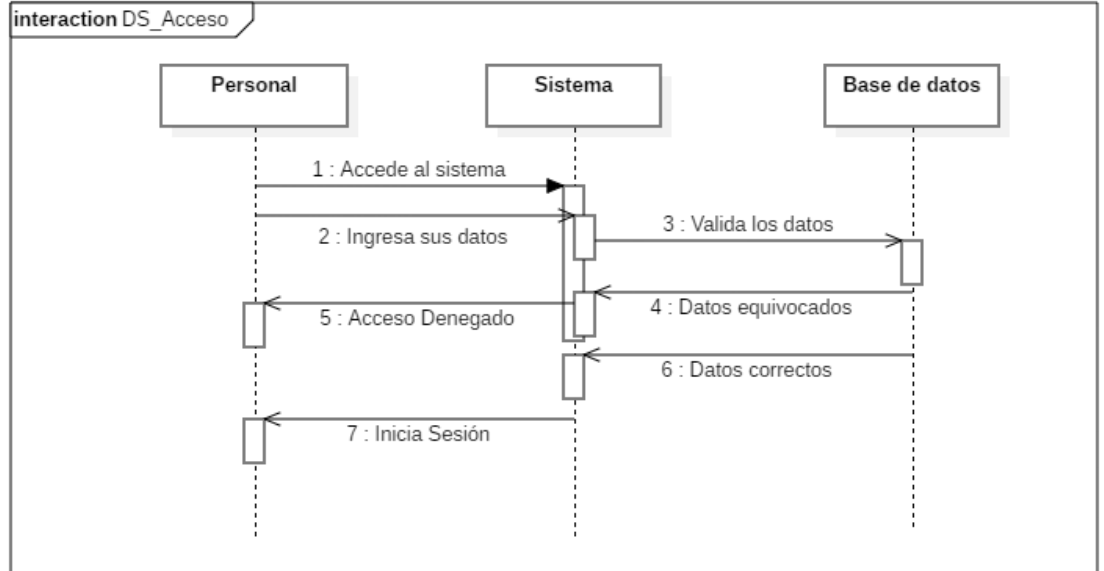 interaction DS_Acceso
Personal
Sistema
Base de datos
1 : Accede al sistema
2 : Ingresa sus datos
3 : Valida los datos
4 : Datos equivocados
5 : Acceso Denegado
6 : Datos correctos
7 : Inicia Sesión